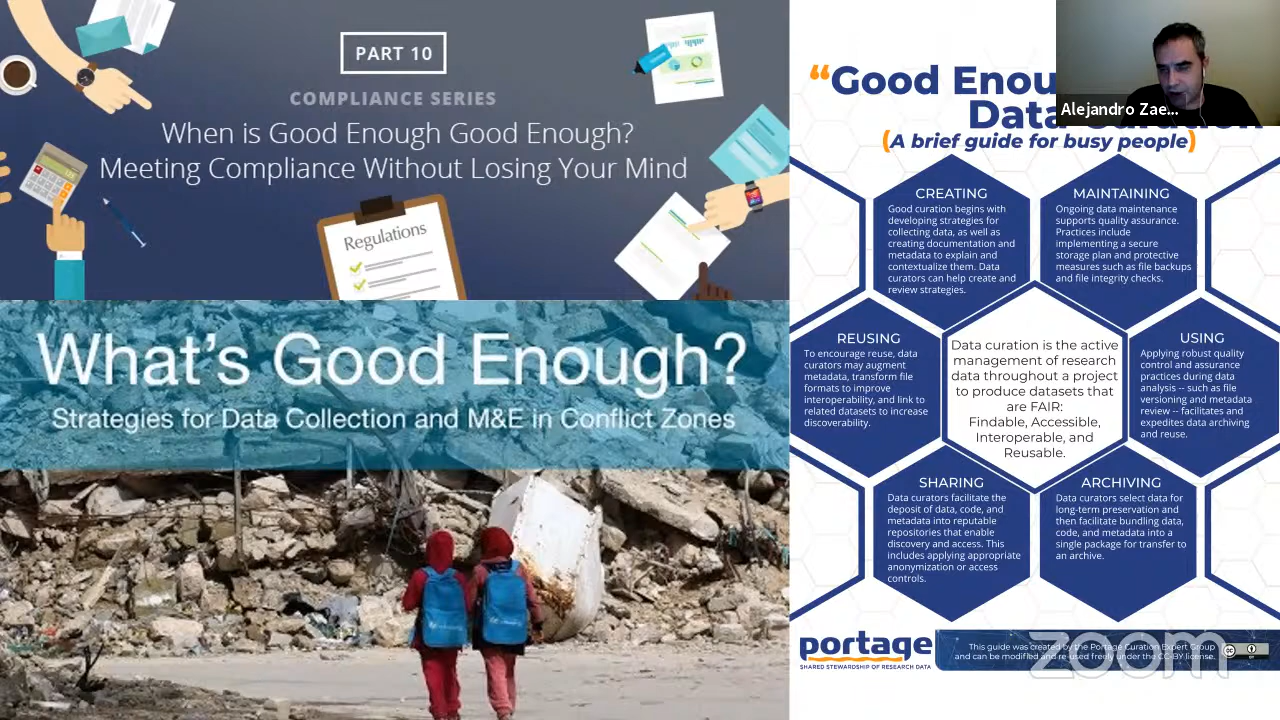 PART 10
COMPLIANCE SERIES
When is Good Enough Good Enough?
Meeting Compliance Without Losing Your Mind
Regulations
What's Good Enough?
Strategies for Data Collection and M&E in Conflict Zones
Alejandro Zae...
“Good Enou
Data
(A brief guide for busy people)
CREATING
Good curation begins with
developing strategies for
collecting data, as well as
creating documentation and
metadata to explain and
contextualize them. Data
curators can help create and
review strategies.
MAINTAINING
Ongoing data maintenance
supports quality assurance.
Practices include
implementing a secure
storage plan and protective
measures such as file backups
and file integrity checks.
REUSING
To encourage reuse, data
curators may augment
metadata, transform file
formats to improve
interoperability, and link to
related datasets to increase
discoverability.
Data curation is the active
management of research
data throughout a project
to produce datasets that
are FAIR:
Findable, Accessible,
Interoperable, and
Reusable.
USING
Applying robust quality
control and assurance
practices during data
analysis -- such as file
versioning and metadata
review -- facilitates and
expedites data archiving
and reuse.
SHARING
Data curators facilitate the
deposit of data, code, and
metadata into reputable
repositories that enable
discovery and access. This
includes applying appropriate
anonymization or access
controls.
ARCHIVING
Data curators select data for
long-term preservation and
then facilitate bundling data,
code, and metadata into a
single package for transfer to
an archive.
portage
SHARED STEWARDSHIP OF RESEARCH DATA
This guide was created by the Portage Curation Expert Group
and can be modified and re-used freely under the CC-BY license.
zoom